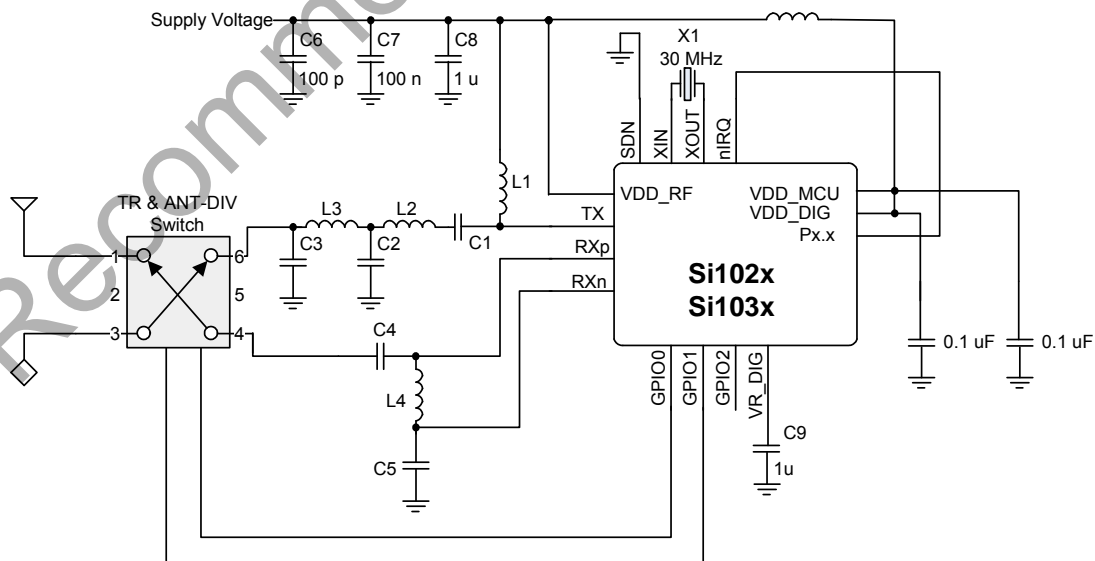 Recomme
Supply Voltage
C6
100 p
C7
100 n
C8
1 u
X1
30 MHz
SDN
XIN
XOUT
nIRQ
L1
VDD_RF
TX
RXp
RXn
VDD_MCU
VDD_DIG
Px.x
Si102x
Si103x
TR & ANT-DIV
Switch
L3
L2
C3
C2
C1
1
2
3
6
5
4
C4
L4
C5
0.1 uF
0.1 uF
GPIO0
GPIO1
GPIO2
VR_DIG
C9
1u